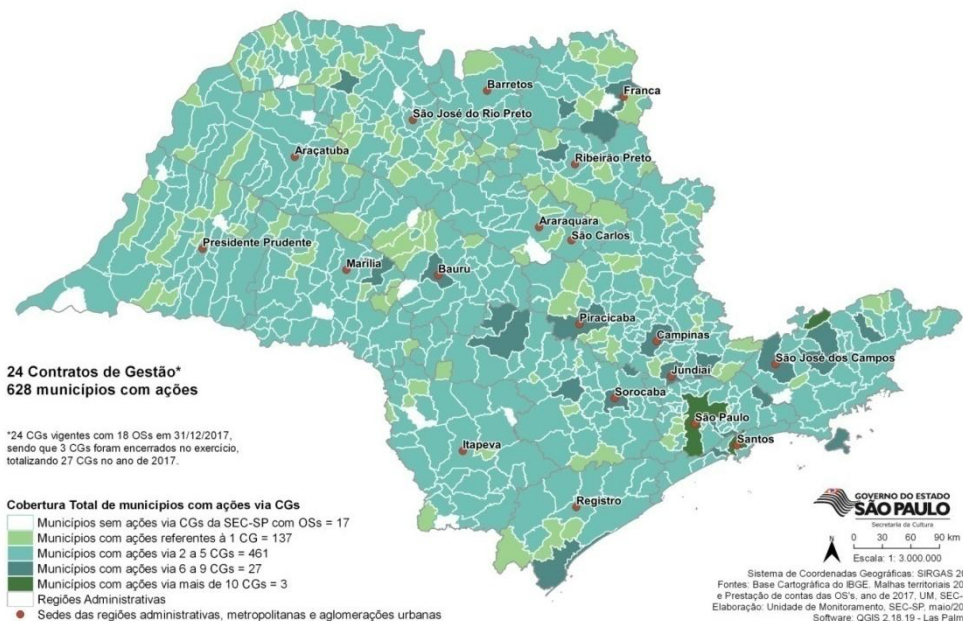 Barretos
Franca
São José do Rio Preto
Araçatuba
Ribeirão Preto
Araraquara
São Carlos
Presidente Prudente
Marília
Bauru
Piracicaba
Campinas
São José dos Campos
Jundiaí
Sorocaba
São Paulo
Santos
Itapeva
Registro
24 Contratos de Gestão*
628 municípios com ações
*24 CGs vigentes com 18 OSs em 31/12/2017,
sendo que 3 CGs foram encerrados no exercício,
totalizando 27 CGs no ano de 2017.
Cobertura Total de municípios com ações via CGs
Municípios sem ações via CGs da SEC-SP com OSs = 17
Municípios com ações referentes à 1 CG = 137
Municípios com ações via 2 a 5 CGs = 461
Municípios com ações via 6 a 9 CGs = 27
Municípios com ações via mais de 10 CGs = 3
Regiões Administrativas
Sedes das regiões administrativas, metropolitanas e aglomerações urbanas
GOVERNO DO ESTADO
SÃO PAULO
Secretaria da Cultura
N
0 30 60 90 km
Escala: 1: 3.000.000
Sistema de Coordenadas Geográficas: SIRGAS 20
Fontes: Base Cartográfica do IBGE. Malhas territoriais 20
e Prestação de contas das OS's, ano de 2017, UM, SEC-
Elaboração: Unidade de Monitoramento, SEC-SP, maio/20
Software: QGIS 2.18.19 - Las Palm